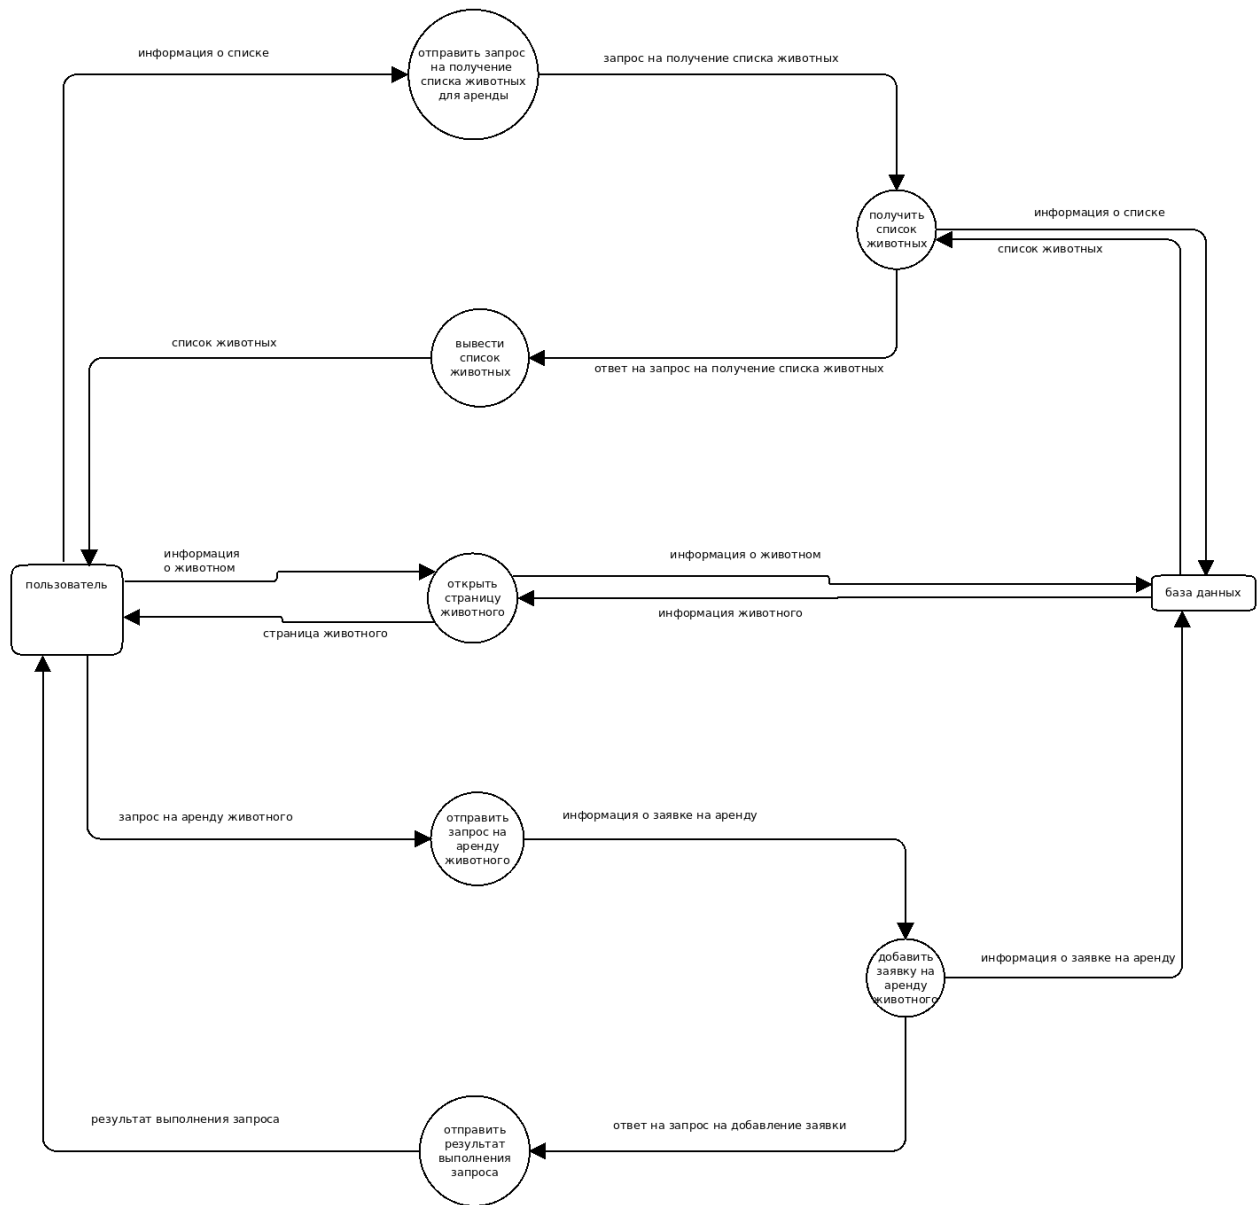 информация о списке
отправить запрос
на получение
списка животных
для аренды
запрос на получение списка животных
получить
список
животных
информация о списке
список животных
список животных
вывести
список
животных
ответ на запрос на получение списка животных
пользователь
информация
о животном
открыть
страницу
животного
информация о животном
информация животного
страница животного
база данных
запрос на аренду животного
отправить
запрос на
аренду
животного
информация о заявке на аренду
добавить
заявку на
аренду
животного
информация о заявке на аренду
результат выполнения запроса
отправить
результат
выполнения
запроса
ответ на запрос на добавление заявки